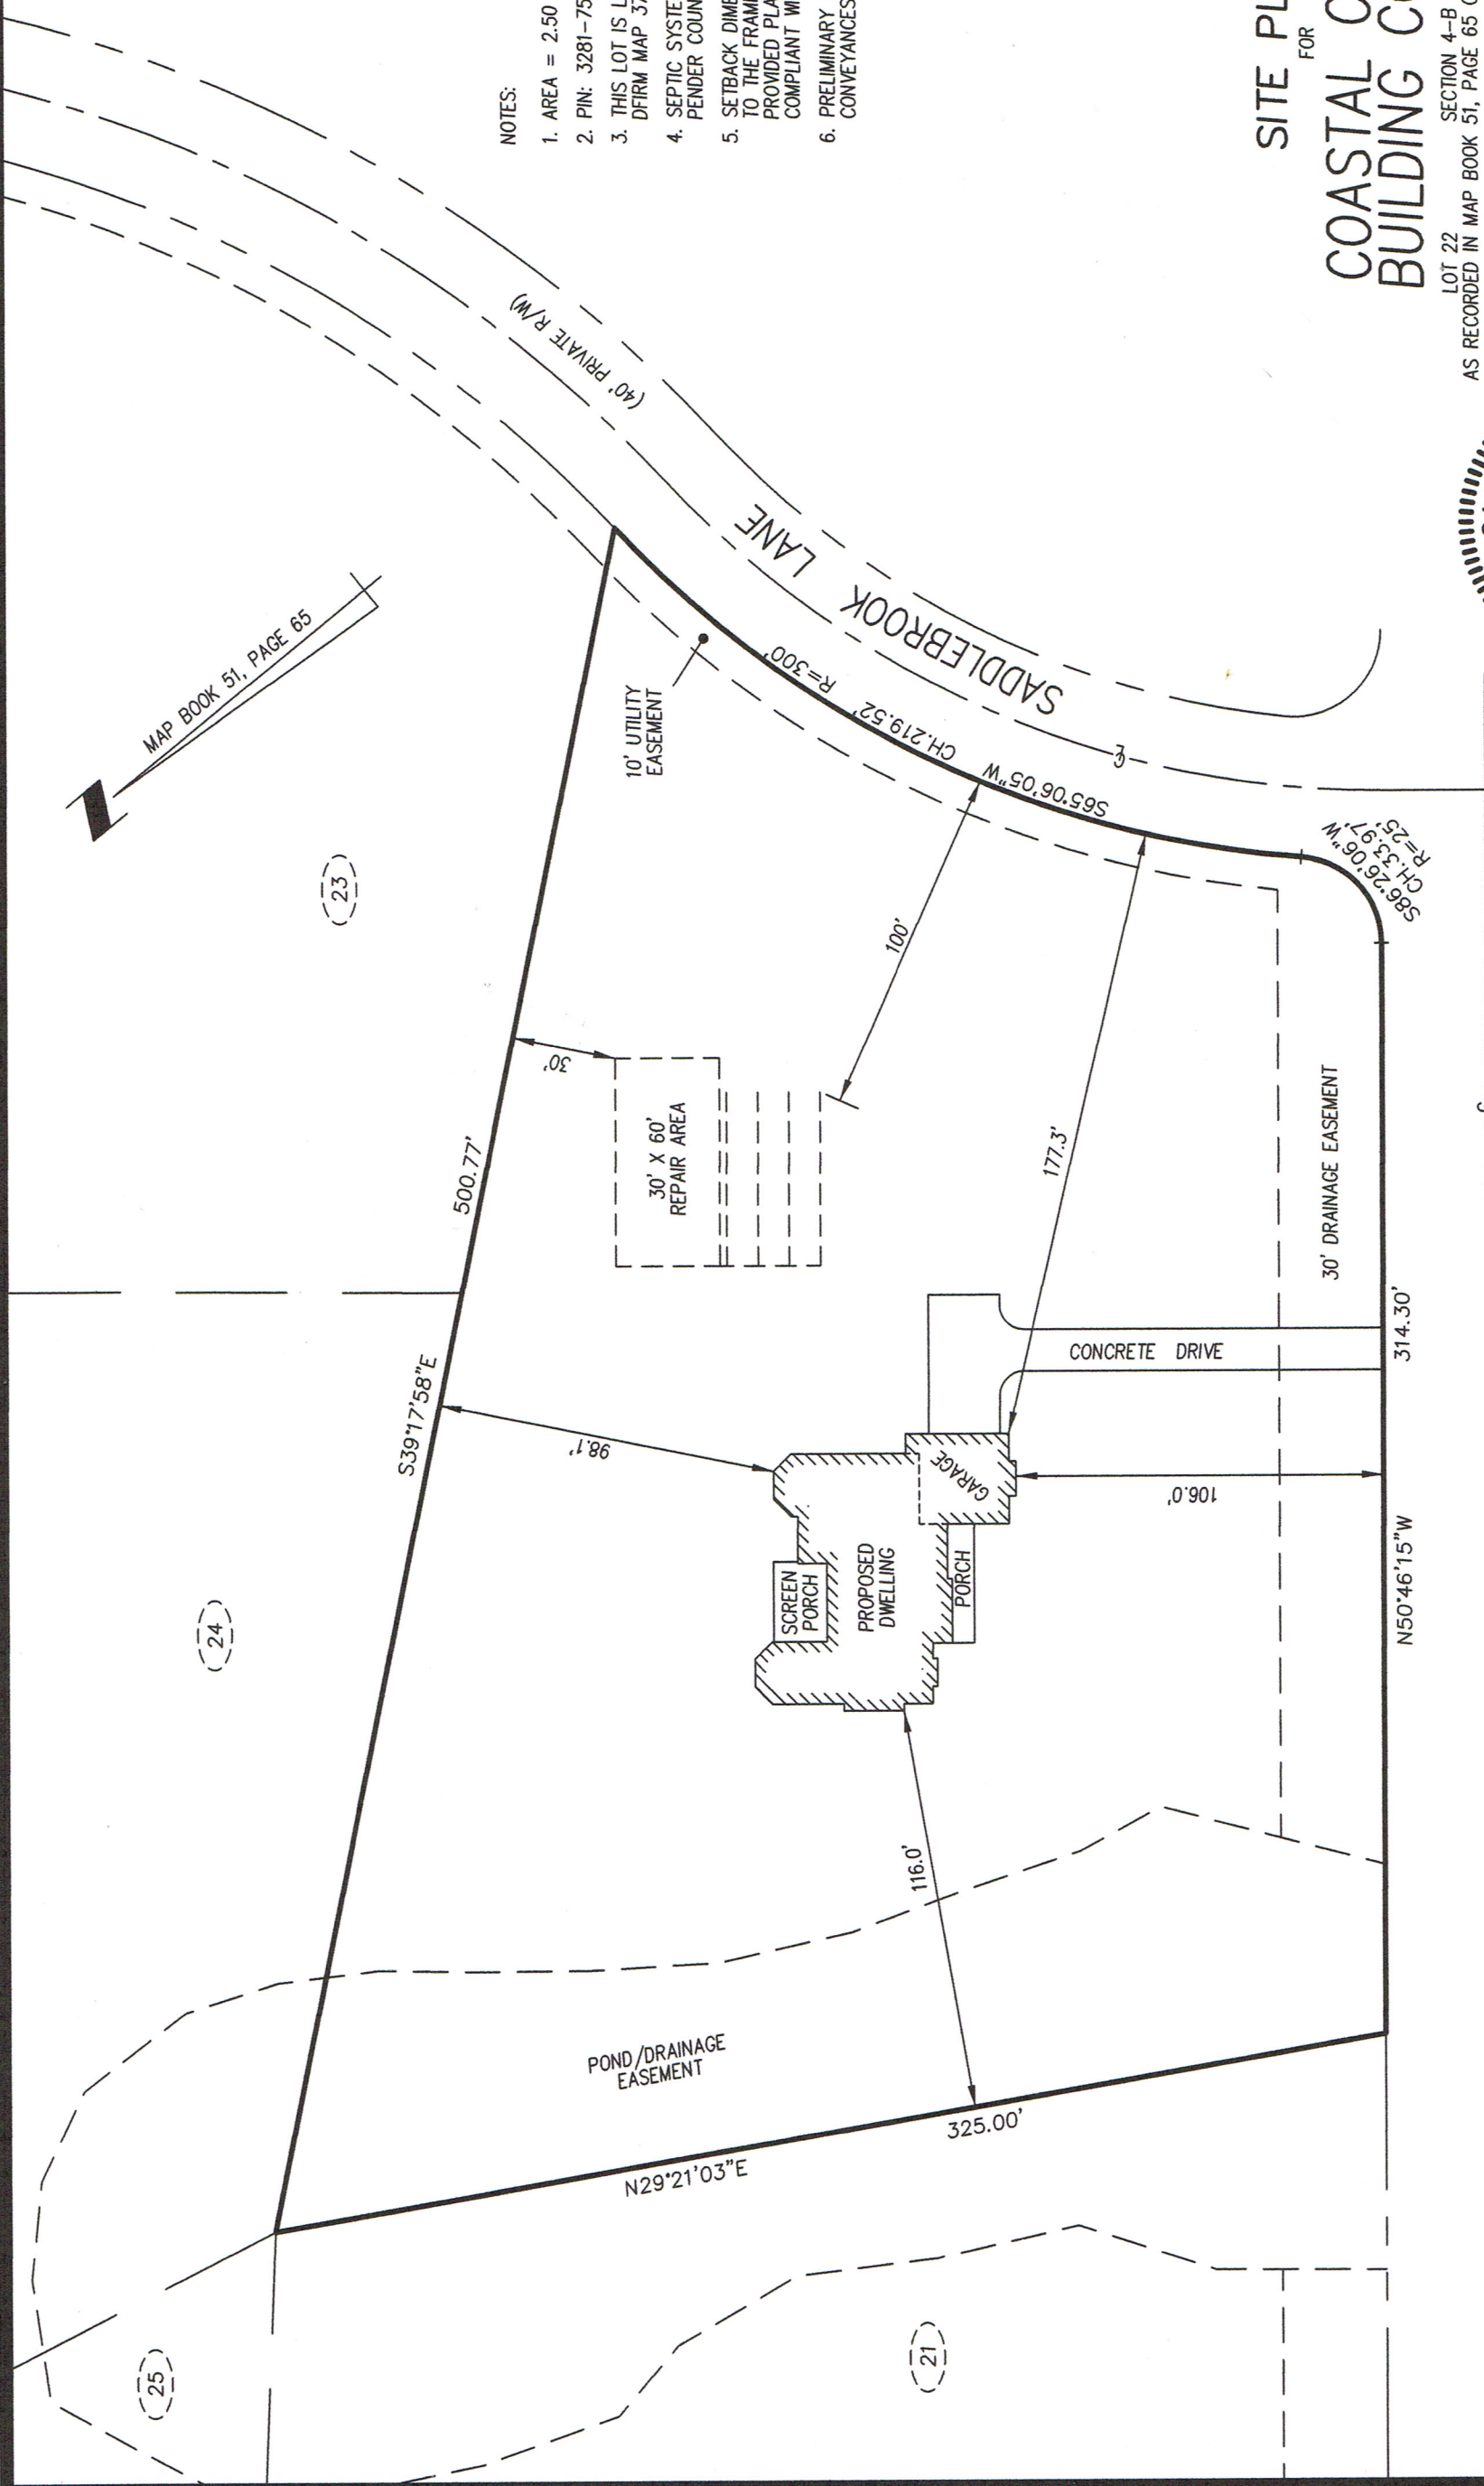 NOTES:
1. AREA = 2.50
2. PIN: 3281-75
3. THIS LOT IS L
DFIRM MAP 37
4. SEPTIC SYSTE
PENDER COUN
5. SETBACK DIME
TO THE FRAMI
PROVIDED PLA
COMPLIANT WI
6. PRELIMINARY
CONVEYANCES
SITE PL
FOR
COASTAL C
BUILDING CO
LOT 22 SECTION 4-B
AS RECORDED IN MAP BOOK 51, PAGE 65
MAP BOOK 51, PAGE 65
(40' PRIVATE R/W)
SADDLEBROOK LANE
10' UTILITY
EASEMENT
R=300'
CH.219.52'
S65°06'05"W
S86°26'06"W
CH.33.97'
R=25'
23
24
25
21
500.77'
S39°17'58"E
30'
30' X 60'
REPAIR AREA
100'
177.3'
98.1'
SCREEN
PORCH
PROPOSED
DWELLING
PORCH
GARAGE
CONCRETE DRIVE
30' DRAINAGE EASEMENT
106.0'
116.0'
314.30'
N50°46'15"W
POND/DRAINAGE
EASEMENT
325.00'
N29°21'03"E